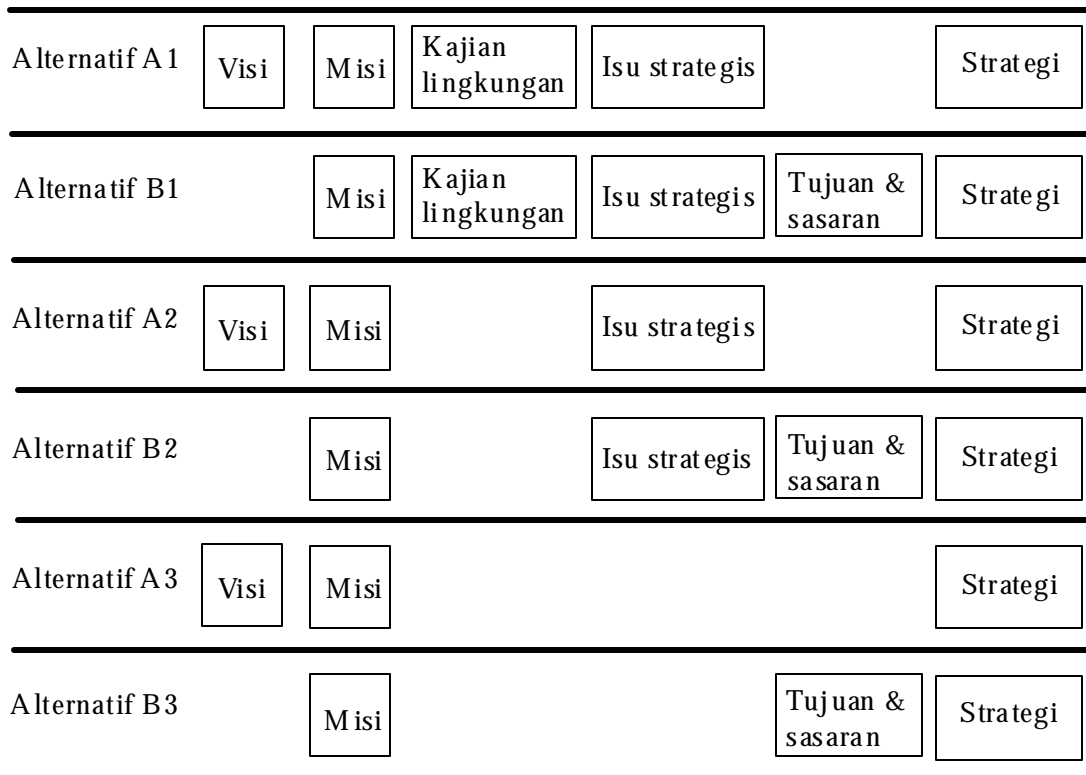 Alternatif A1
Visi
Misi
Kajian
lingkungan
Isu strategis
Strategi
Alternatif B1
Misi
Kajian
lingkungan
Isu strategis
Tujuan &
sasaran
Strategi
Alternatif A2
Visi
Misi
Isu strategis
Strategi
Alternatif B2
Misi
Isu strategis
Tujuan &
sasaran
Strategi
Alternatif A3
Visi
Misi
Strategi
Alternatif B3
Misi
Tujuan &
sasaran
Strategi